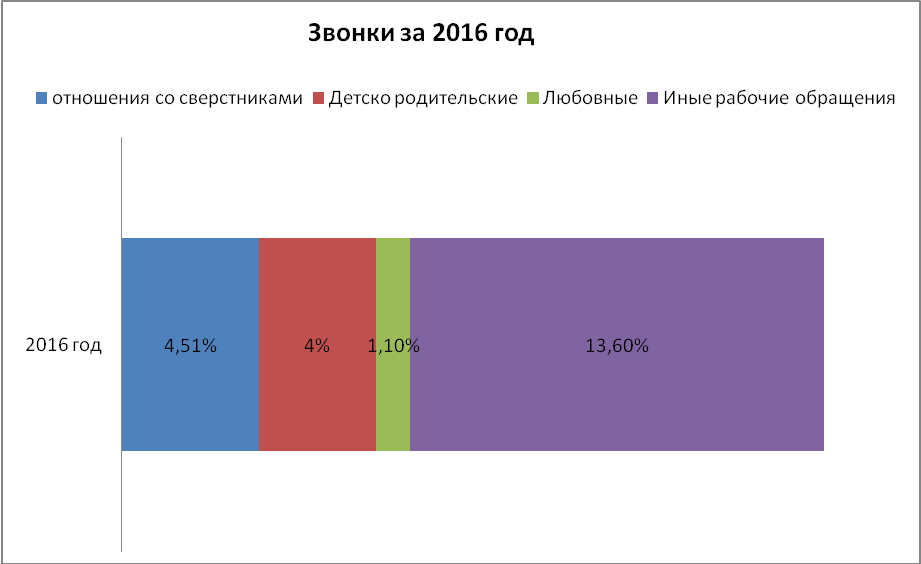 Звонки за 2016 год
отношения со сверстниками Детско родительские Любовные Иные рабочие обращения
2016 год 4,51% 4% 1,10% 13,60%